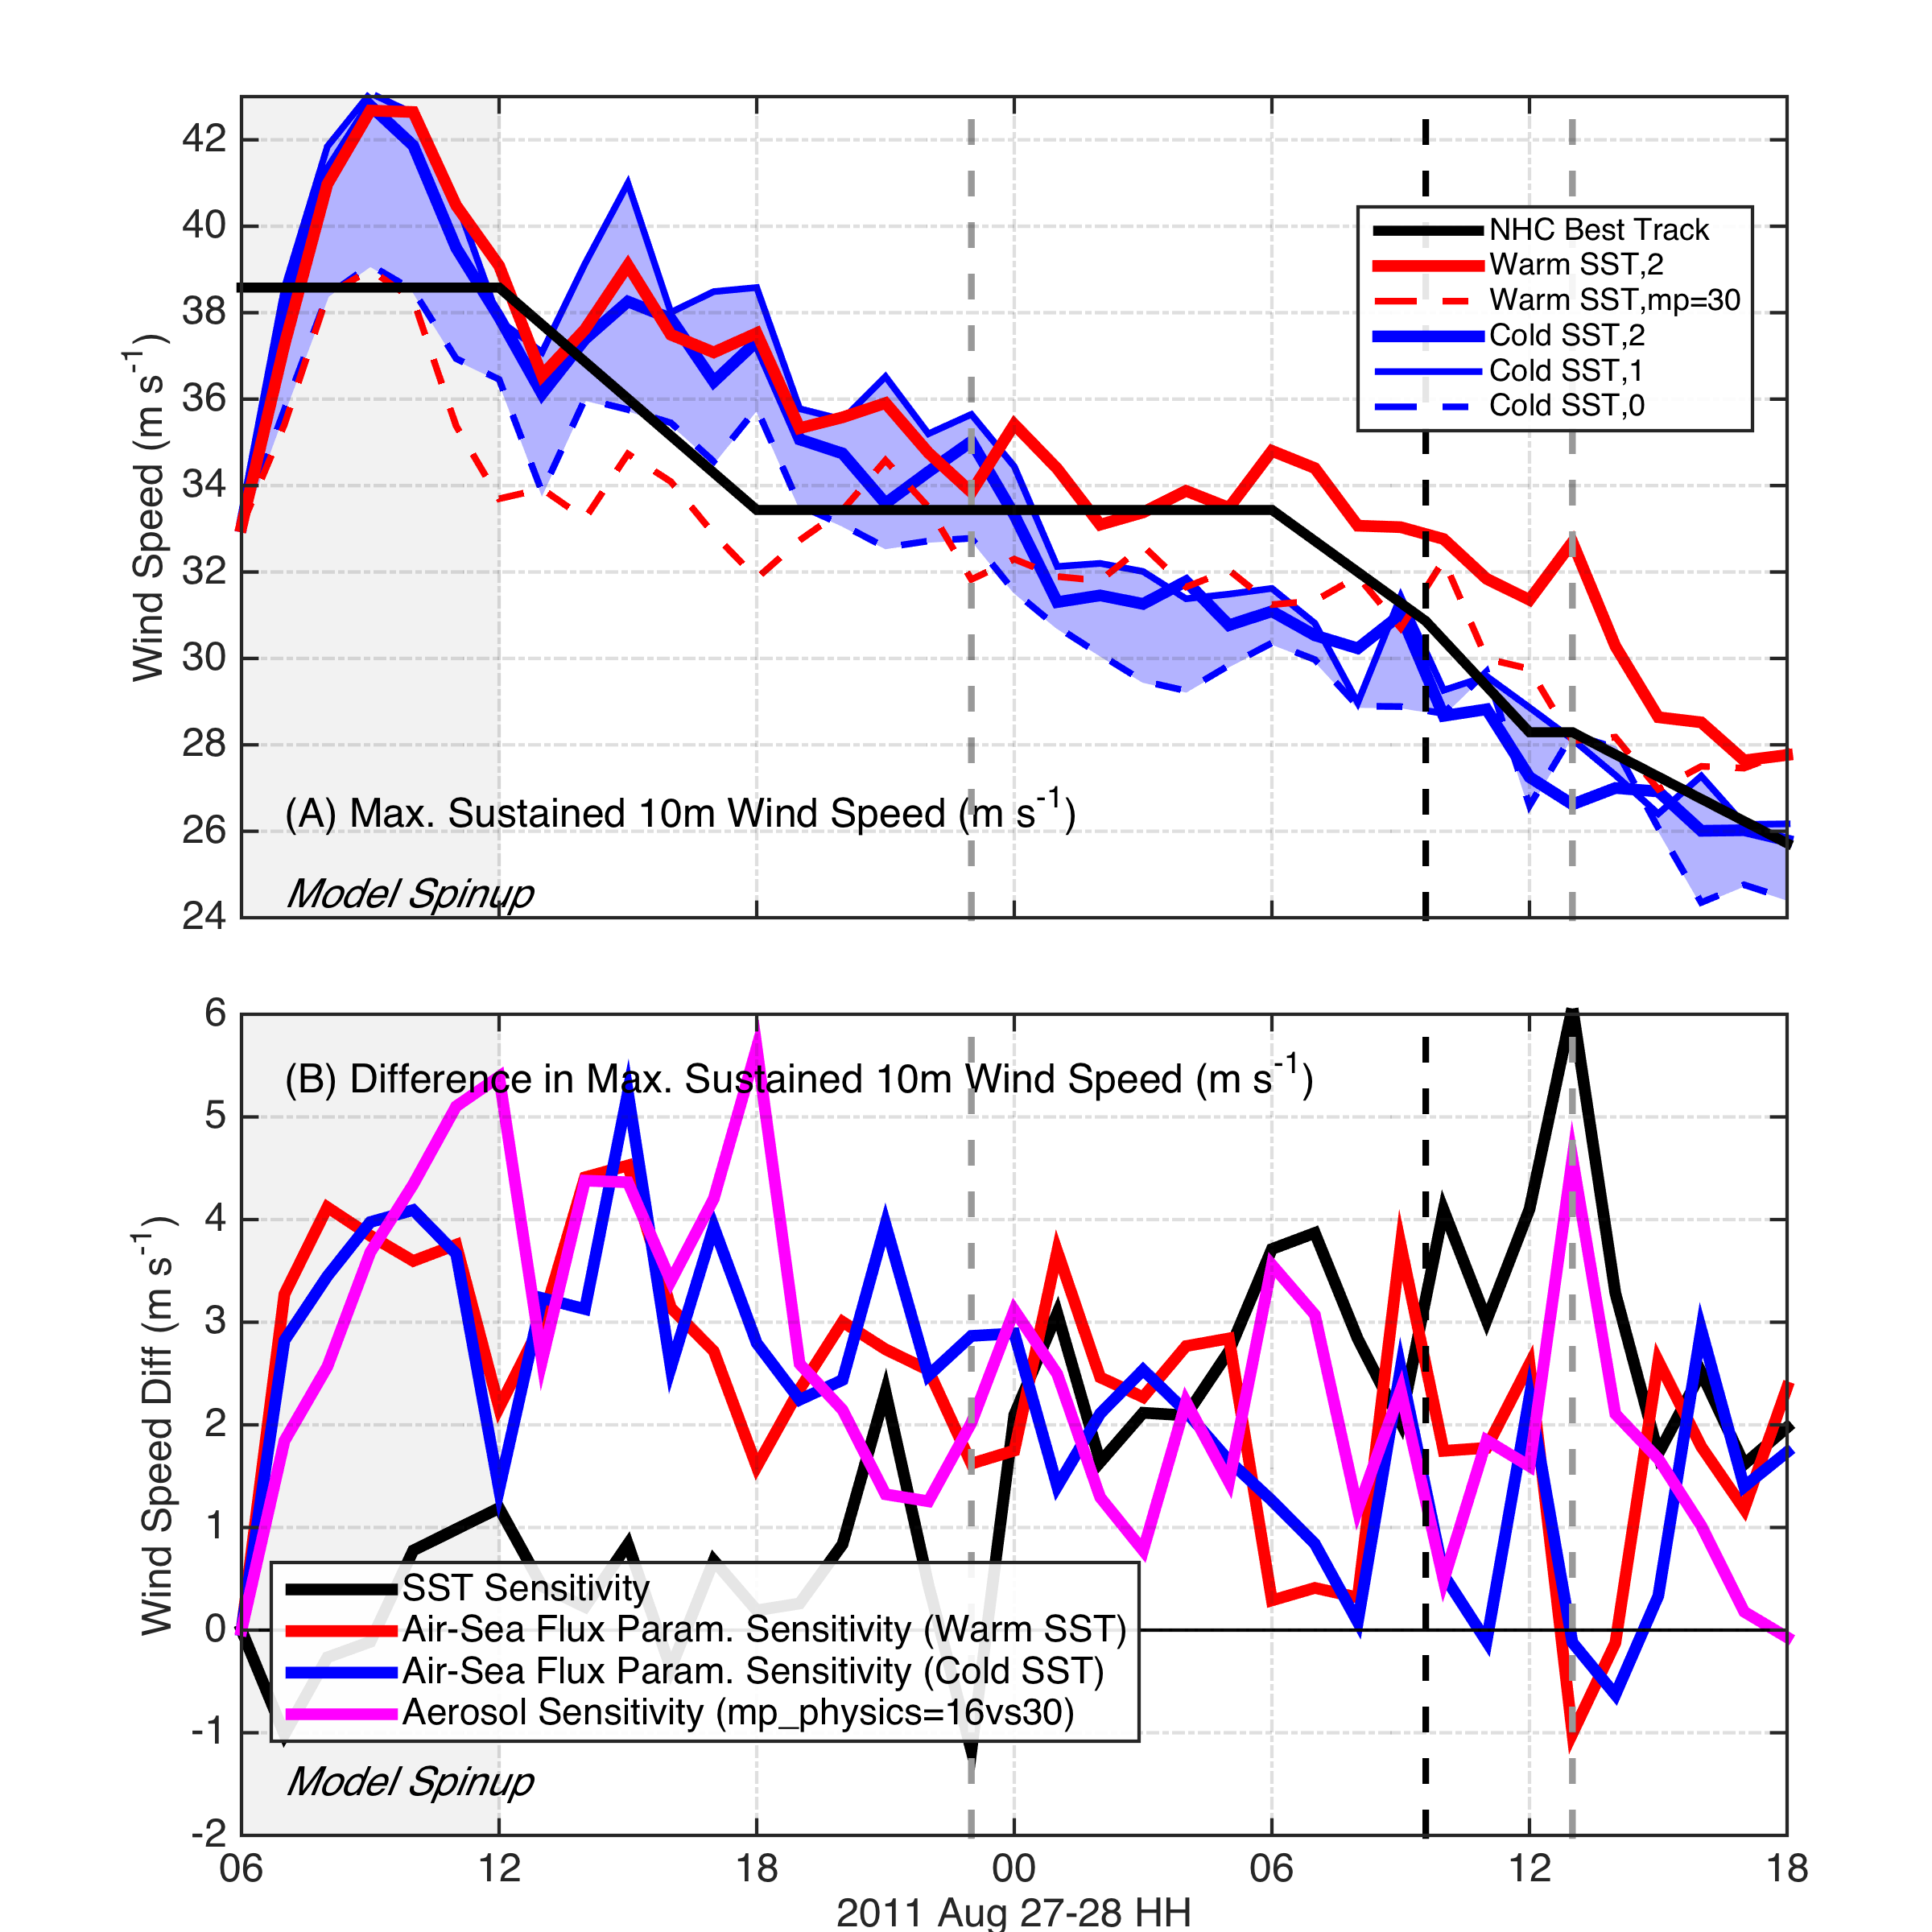 42
40
38
36
34
32
30
28
26
24
Wind Speed (m s-1)
NHC Best Track
Warm SST,2
Warm SST,mp=30
Cold SST,2
Cold SST,1
Cold SST,0
(A) Max. Sustained 10m Wind Speed (m s-1)
Model Spinup
6
5
4
3
2
1
0
-1
-2
Wind Speed Diff (m s-1)
(B) Difference in Max. Sustained 10m Wind Speed (m s-1)
SST Sensitivity
Air-Sea Flux Param. Sensitivity (Warm SST)
Air-Sea Flux Param. Sensitivity (Cold SST)
Aerosol Sensitivity (mp_physics=16vs30)
Model Spinup
06 12 18 00 06 12 18
2011 Aug 27-28 HH